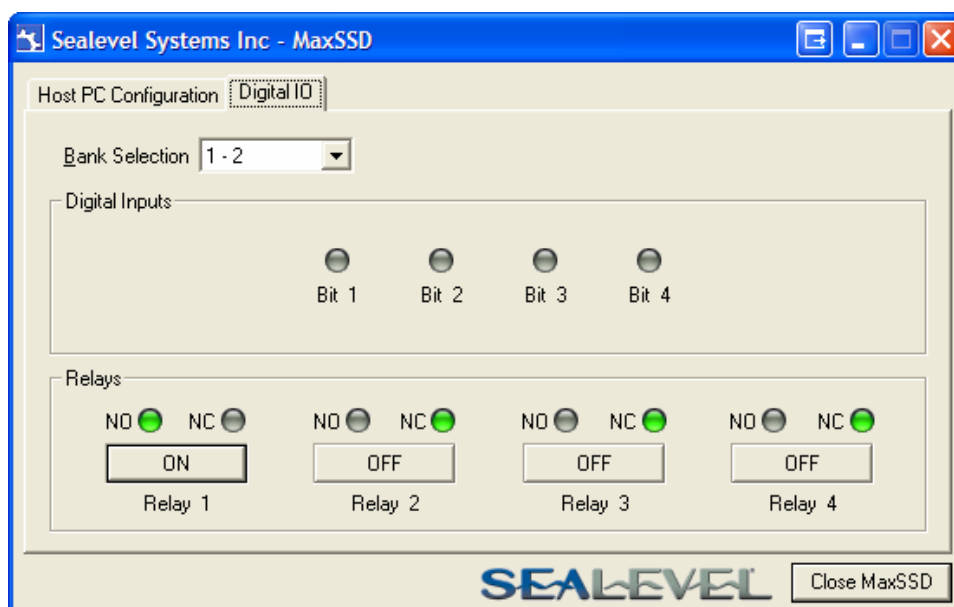 Sealevel Systems Inc - MaxSSD
Host PC Configuration Digital IO
Bank Selection 1 - 2
Digital Inputs
Bit 1 Bit 2 Bit 3 Bit 4
Relays
NO NC NO NC NO NC NO NC
ON OFF OFF OFF
Relay 1 Relay 2 Relay 3 Relay 4
SEALEVEL Close MaxSSD